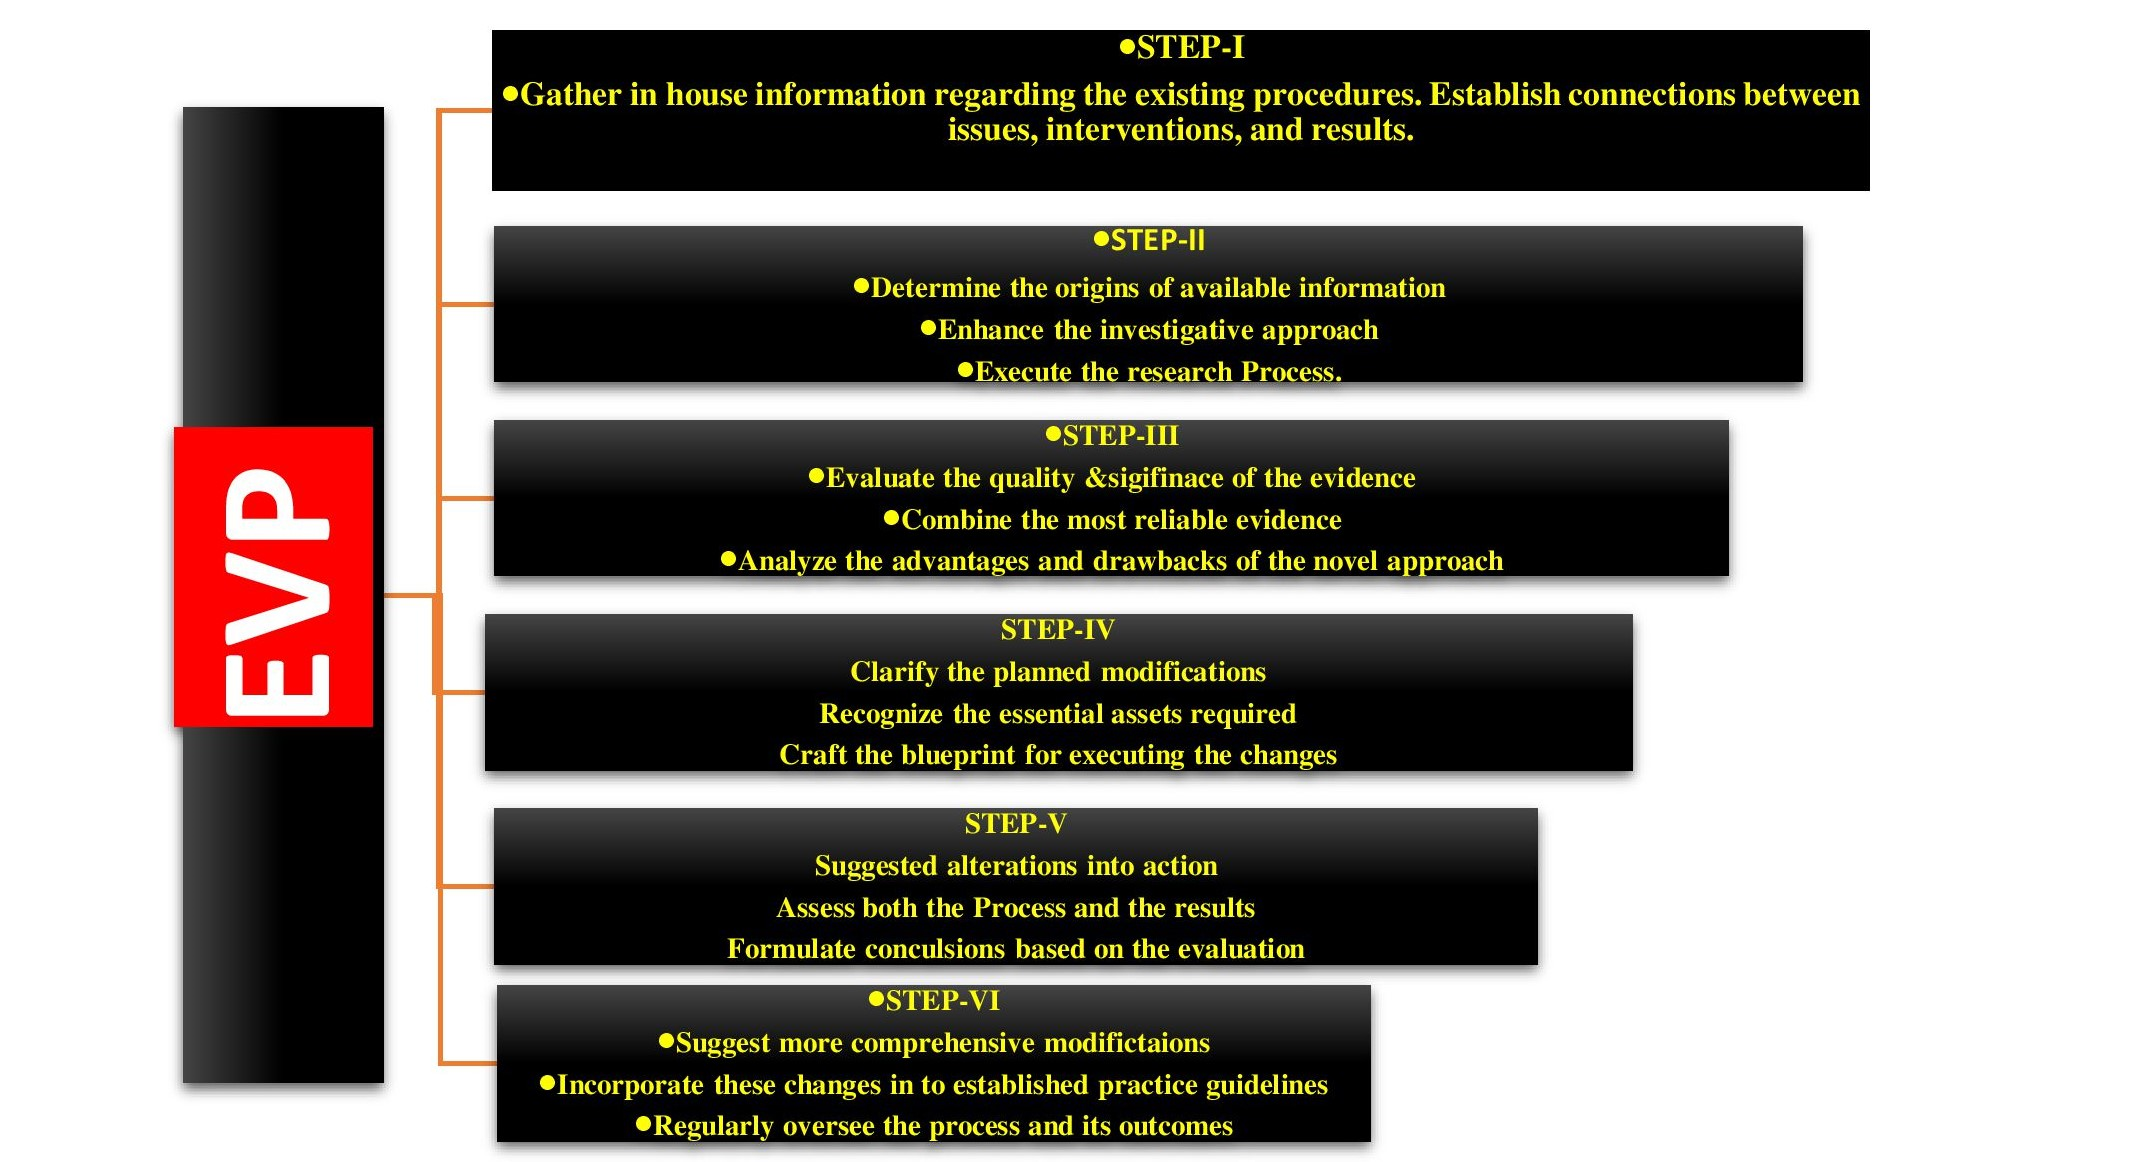 EVP
•STEP-I
•Gather in house information regarding the existing procedures. Establish connections between
issues, interventions, and results.
•STEP-II
•Determine the origins of available information
•Enhance the investigative approach
•Execute the research Process.
•STEP-III
•Evaluate the quality &sigifinace of the evidence
•Combine the most reliable evidence
•Analyze the advantages and drawbacks of the novel approach
STEP-IV
Clarify the planned modifications
Recognize the essential assets required
Craft the blueprint for executing the changes
STEP-V
Suggested alterations into action
Assess both the Process and the results
Formulate conculsions based on the evaluation
•STEP-VI
•Suggest more comprehensive modifictaions
•Incorporate these changes in to established practice guidelines
•Regularly oversee the process and its outcomes